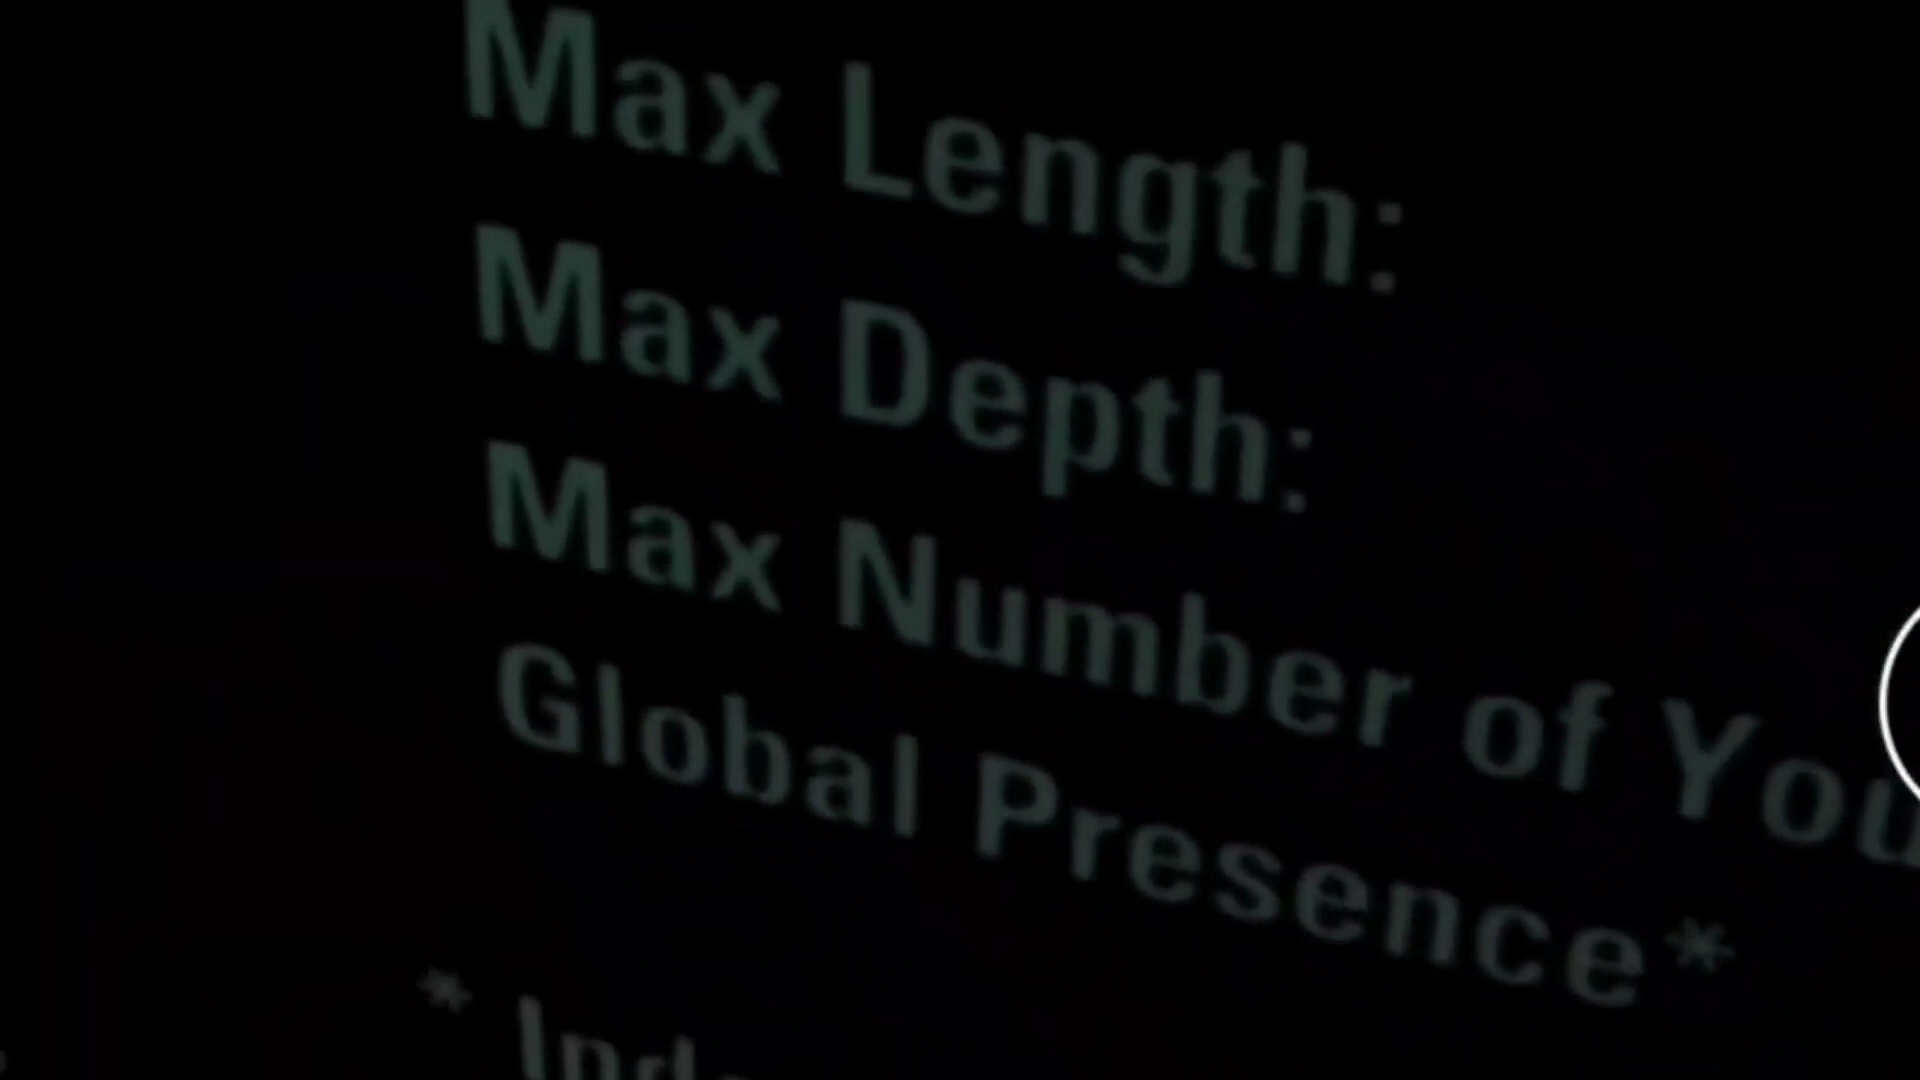 Max Length:
Max Depth:
Max Number of You
Global Presence*
*